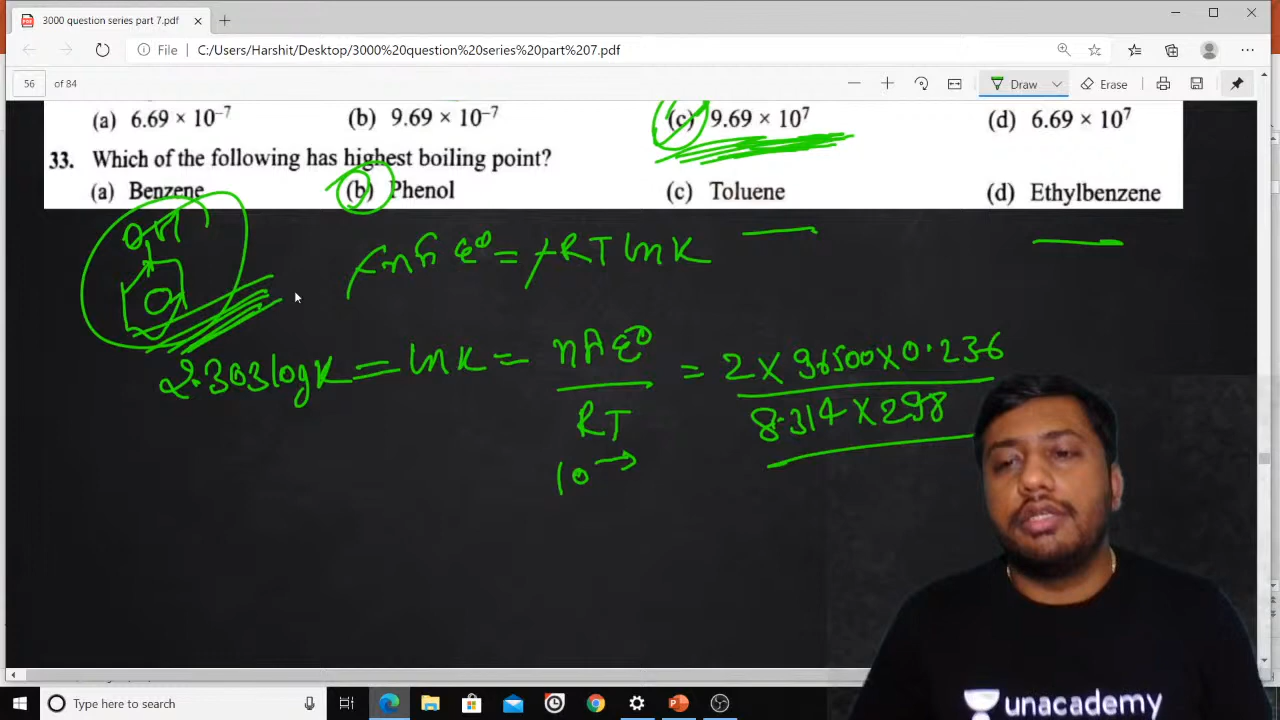 3000 question series part 7.pdf
File C:/Users/Harshit/Desktop/3000%20question%20series%20part%207.pdf
56 of 84
Draw
Erase
(a) 6.69 × 10⁻⁷ (b) 9.69 × 10⁻⁷ (c) 9.69 × 10⁷ (d) 6.69 × 10⁷
33. Which of the following has highest boiling point?
(a) Benzene (b) Phenol (c) Toluene (d) Ethylbenzene
= RT ln K
2.303 log K = ln K = = 2 × 96500 × 0.236
RT 8.314 × 298
10 →
unacademy
Type here to search